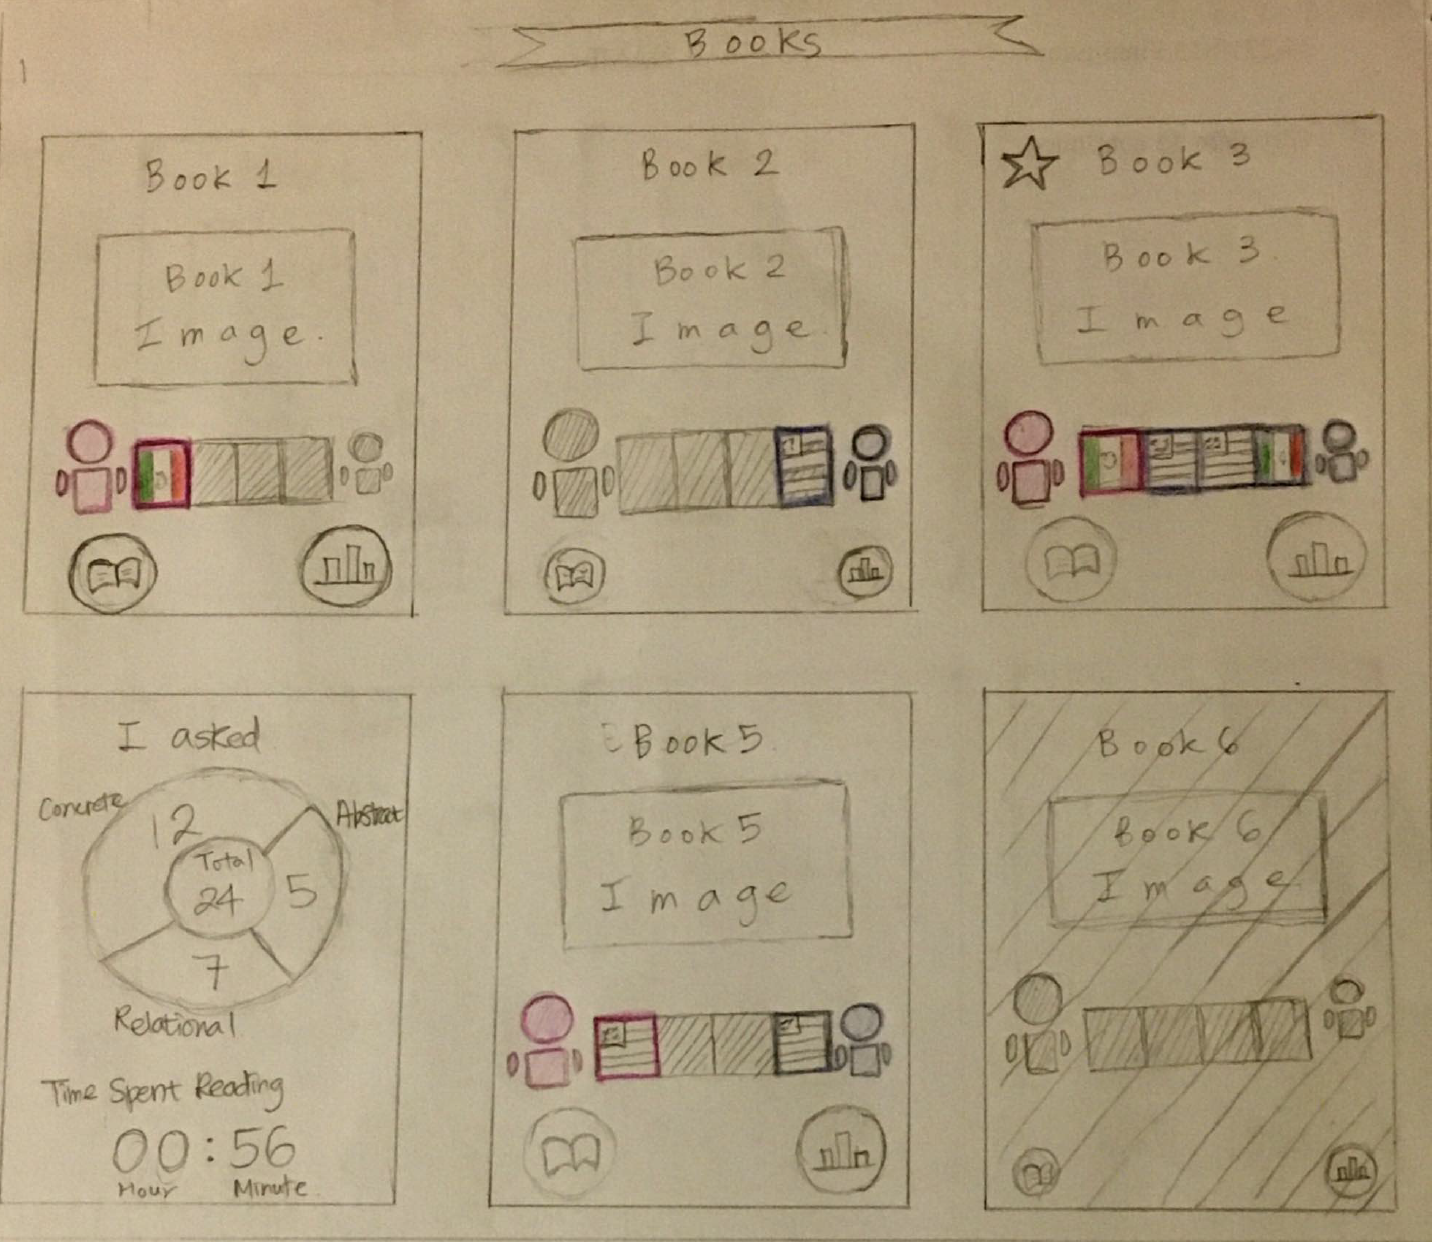 Books
Book 1
Book 1
Image.
Book 2
Book 2
Image.
Book 3
Book 3.
Image
I asked
Concrete
12
Abstract
Total
24
5
7
Relational
Time Spent Reading
00:56
Hour Minute
Book 5
Book 5
Image
Book 6
Book 6
Image